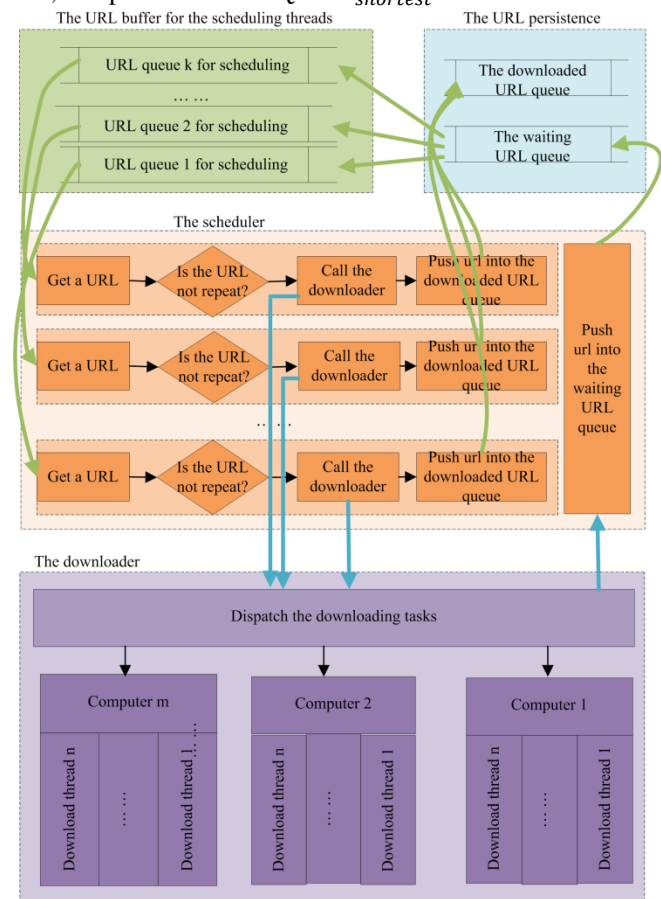 shortest
The URL buffer for the scheduling threads
The URL persistence
URL queue k for scheduling
... ...
URL queue 2 for scheduling
URL queue 1 for scheduling
The downloaded
URL queue
The waiting
URL queue
The scheduler
Get a URL
Is the URL
not repeat?
Call the
downloader
Push url into the
downloaded URL
queue
Get a URL
Is the URL
not repeat?
Call the
downloader
Push url into the
downloaded URL
queue
... ...
Get a URL
Is the URL
not repeat?
Call the
downloader
Push url into the
downloaded URL
queue
Push
url into
the
waiting
URL
queue
The downloader
Dispatch the downloading tasks
Computer m
Download thread n
... ...
Download thread 1
... ...
Computer 2
Download thread n
... ...
Download thread 1
Computer 1
Download thread n
... ...
Download thread 1